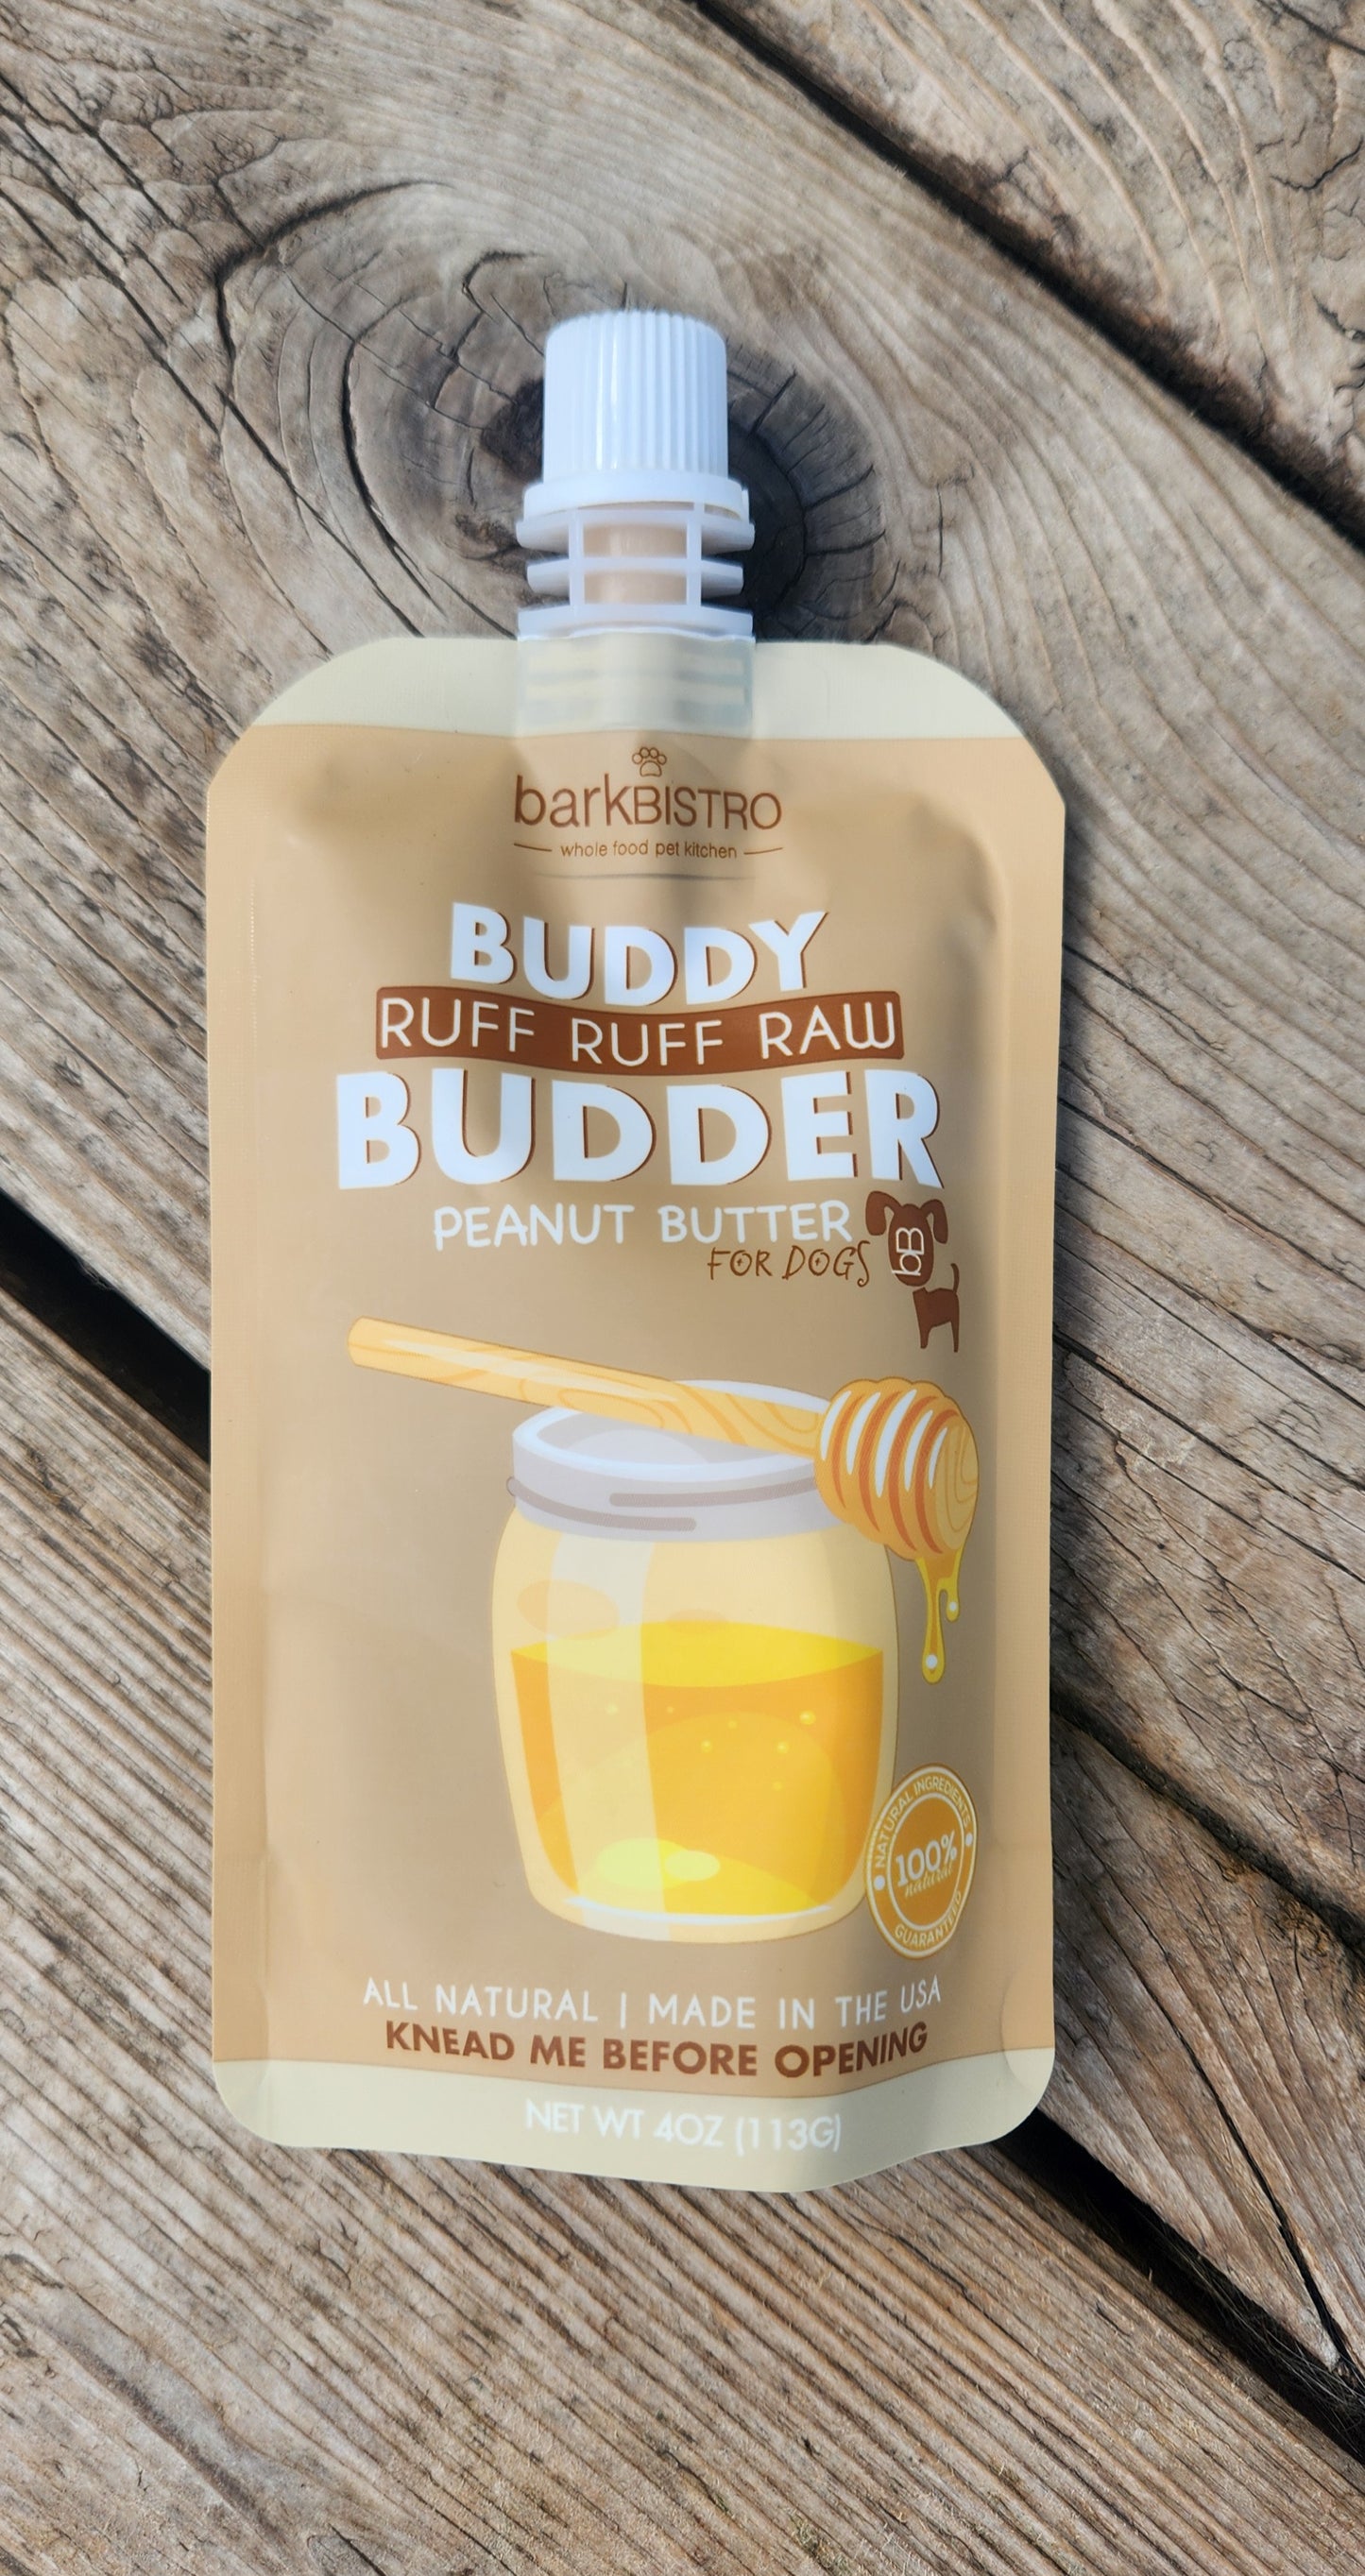 barkBISTRO
whole food pet kitchen
BUDDY
RUFF RUFF RAW
BUDDER
PEANUT BUTTER
FOR DOGS
bB
NATURAL INGREDIENTS
100%
natural
GUARANTEED
ALL NATURAL | MADE IN THE USA
KNEAD ME BEFORE OPENING
NET WT 4OZ (113G)